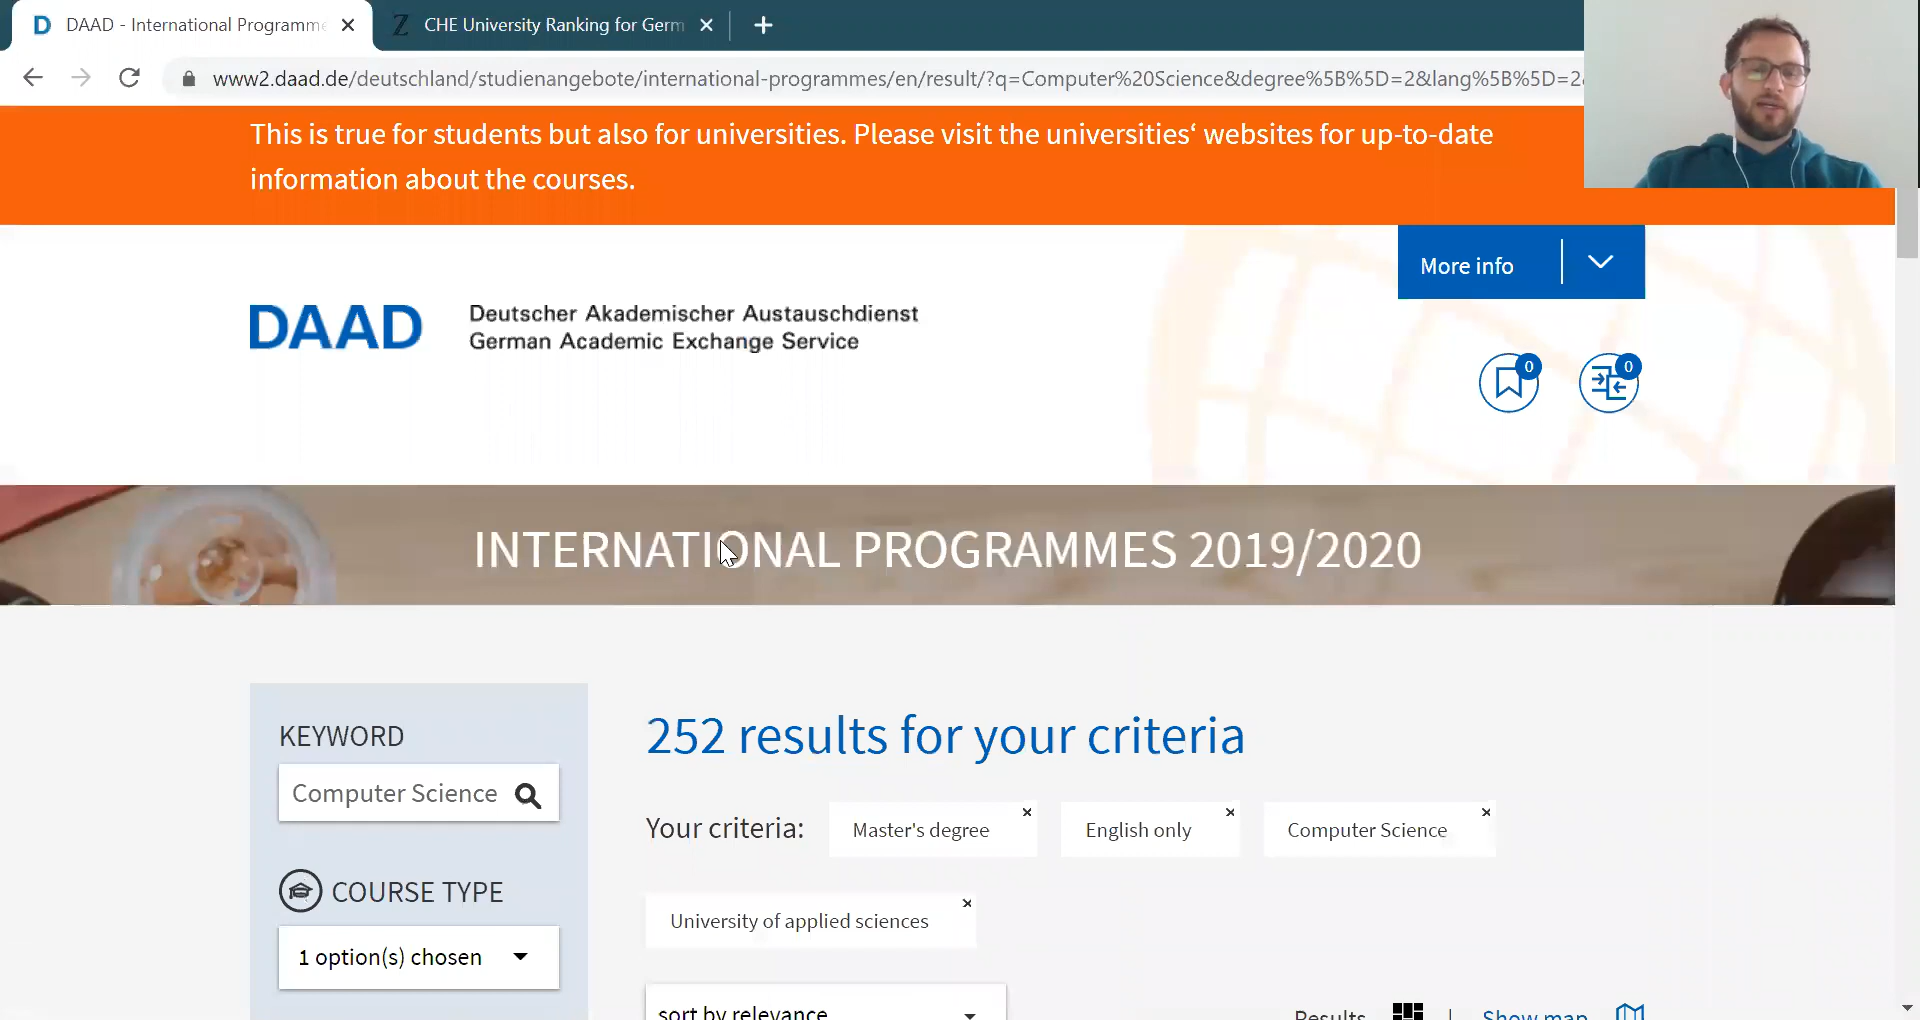 DAAD - International Programme
CHE University Ranking for Germ
www2.daad.de/deutschland/studienangebote/international-programmes/en/result/?q=Computer%20Science&degree%5B%5D=2&lang%5B%5D=2
This is true for students but also for universities. Please visit the universities‘ websites for up-to-date
information about the courses.
More info
DAAD
Deutscher Akademischer Austauschdienst
German Academic Exchange Service
0
0
INTERNATIONAL PROGRAMMES 2019/2020
KEYWORD
Computer Science
COURSE TYPE
1 option(s) chosen
252 results for your criteria
Your criteria:
Master's degree
English only
Computer Science
University of applied sciences
sort by relevance
Results
Show map